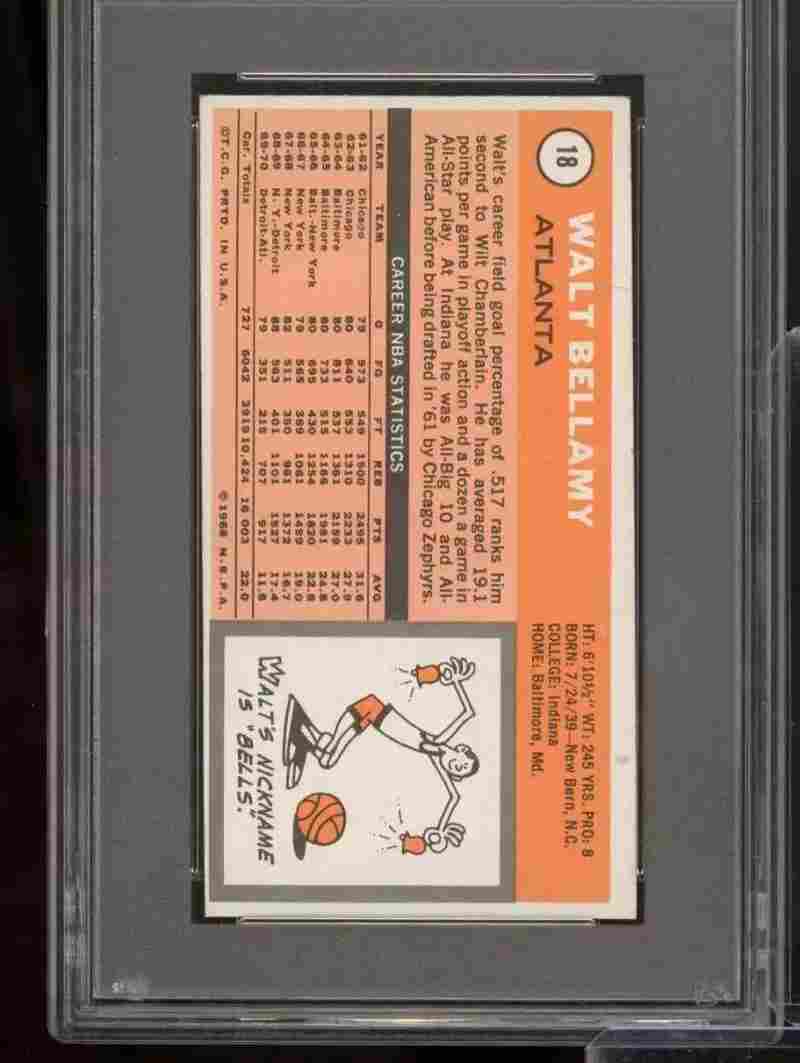 18
WALT BELLAMY
ATLANTA
HT: 6'10½" WT: 245 YRS. PRO: 8
BORN: 7/24/39—New Bern, N.C.
COLLEGE: Indiana
HOME: Baltimore, Md.
Walt's career field goal percentage of .517 ranks him
second to Wilt Chamberlain. He has averaged 19.1
points per game in playoff action and a dozen a game in
All-Star play. At Indiana he was All-Big 10 and All-
American before being drafted in '61 by Chicago Zephyrs.
CAREER NBA STATISTICS
YEAR TEAM G FG FT REB PTS AVG
61-62 Chicago 79 973 549 1500 2495 31.6
62-63 Chicago 80 840 553 1310 2233 27.9
63-64 Baltimore 80 811 537 1361 2159 27.0
64-65 Baltimore 80 733 515 1166 1981 24.8
65-66 Balt.-New York 80 695 430 1254 1820 22.8
66-67 New York 79 565 369 1061 1499 19.0
67-68 New York 82 511 350 961 1372 16.7
68-69 N. Y.-Detroit 88 563 401 1101 1527 17.4
69-70 Detroit-Atl. 79 351 215 707 917 11.6
Car. Totals 727 6042 3919 10,424 16 003 22.0
©T.C.G. PRTD. IN U.S.A. ©1968 N.B.P.A.
WALT'S NICKNAME
IS "BELLS."